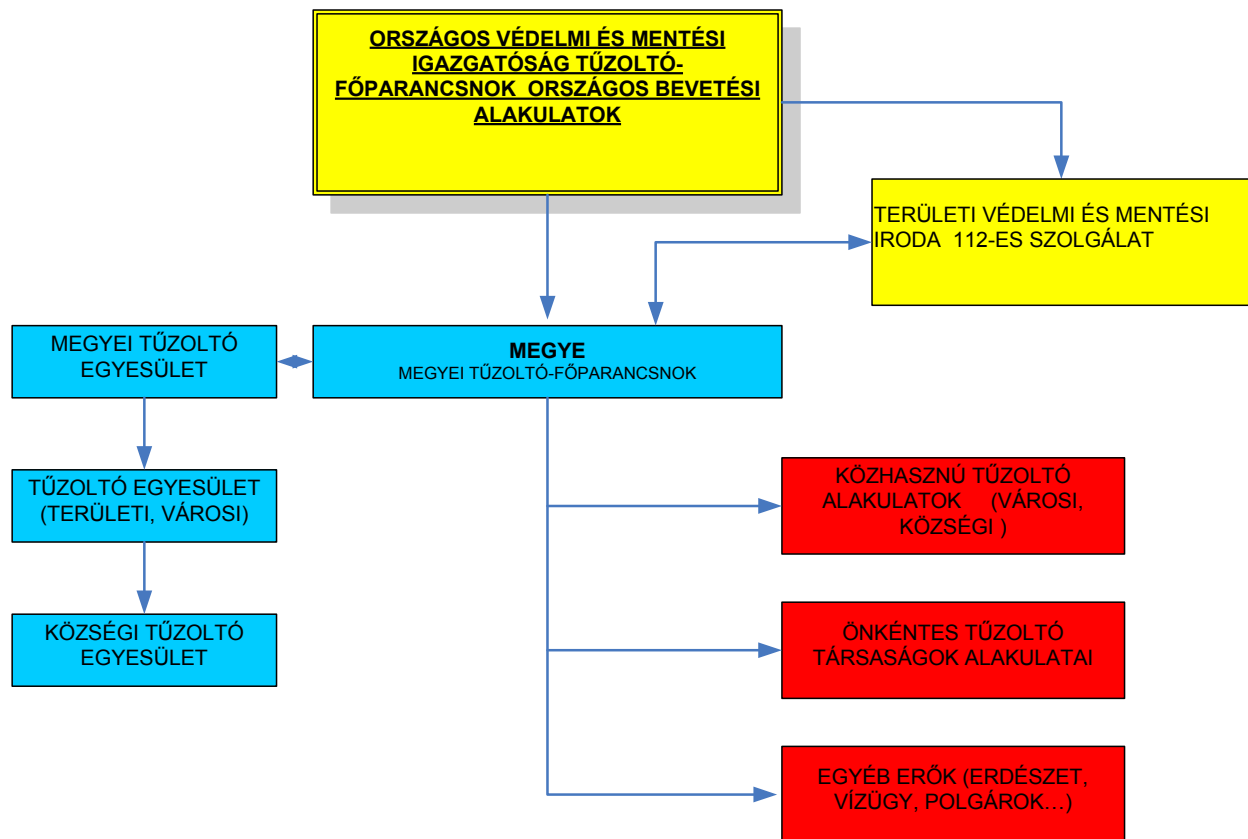 ORSZÁGOS VÉDELMI ÉS MENTÉSI
IGAZGATÓSÁG TŰZOLTÓ-
FŐPARANCSNOK ORSZÁGOS BEVETÉSI
ALAKULATOK
TERÜLETI VÉDELMI ÉS MENTÉSI
IRODA 112-ES SZOLGÁLAT
MEGYEI TŰZOLTÓ
EGYESÜLET
MEGYE
MEGYEI TŰZOLTÓ-FŐPARANCSNOK
TŰZOLTÓ EGYESÜLET
(TERÜLETI, VÁROSI)
KÖZSÉGI TŰZOLTÓ
EGYESÜLET
KÖZHASZNÚ TŰZOLTÓ
ALAKULATOK (VÁROSI,
KÖZSÉGI )
ÖNKÉNTES TŰZOLTÓ
TÁRSASÁGOK ALAKULATAI
EGYÉB ERŐK (ERDÉSZET,
VÍZÜGY, POLGÁROK…)